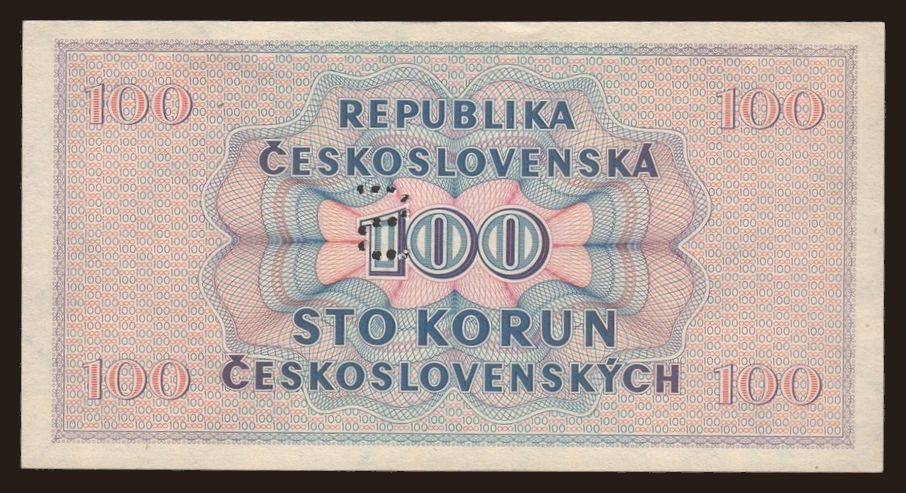 100 100
REPUBLIKA
ČESKOSLOVENSKÁ
100
STO KORUN
ČESKOSLOVENSKÝCH
100 100